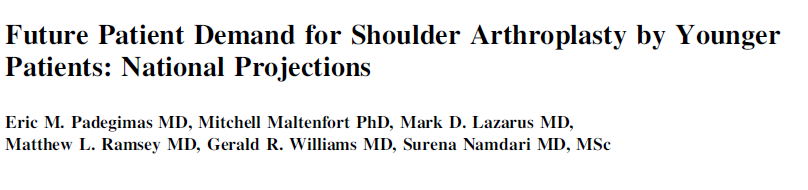 Future Patient Demand for Shoulder Arthroplasty by Younger
Patients: National Projections
Eric M. Padegimas MD, Mitchell Maltenfort PhD, Mark D. Lazarus MD,
Matthew L. Ramsey MD, Gerald R. Williams MD, Surena Namdari MD, MSc